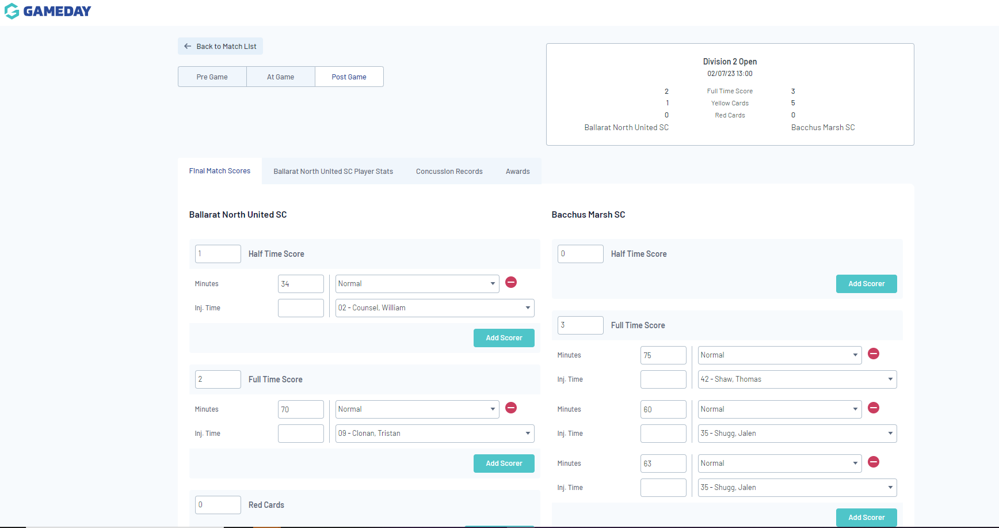 GAMEDAY
Back to Match List
Pre Game
At Game
Post Game
Division 2 Open
02/07/23 13:00
2 Full Time Score 3
1 Yellow Cards 5
0 Red Cards 0
Ballarat North United SC Bacchus Marsh SC
Final Match Scores
Ballarat North United SC Player Stats
Concussion Records
Awards
Ballarat North United SC
1 Half Time Score
Minutes 34 Normal
Inj. Time 02 - Counsel, William
Add Scorer
2 Full Time Score
Minutes 70 Normal
Inj. Time 09 - Clonan, Tristan
Add Scorer
0 Red Cards
Bacchus Marsh SC
0 Half Time Score
Add Scorer
3 Full Time Score
Minutes 75 Normal
Inj. Time 42 - Shaw, Thomas
Minutes 60 Normal
Inj. Time 35 - Shugg, Jalen
Minutes 63 Normal
Inj. Time 35 - Shugg, Jalen
Add Scorer